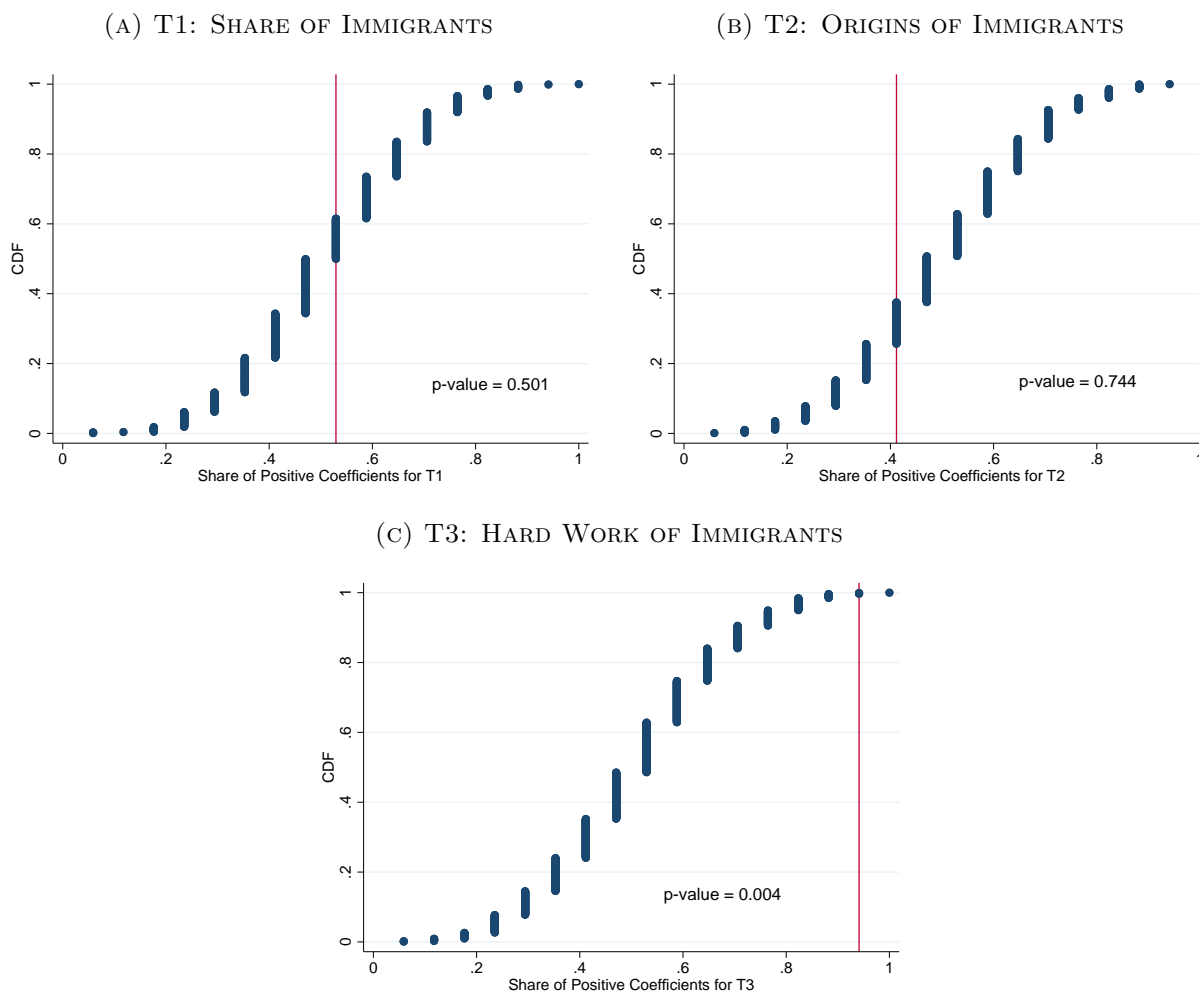 (A) T1: SHARE OF IMMIGRANTS
(B) T2: ORIGINS OF IMMIGRANTS
1
.8
.6
.4
.2
0
CDF
p-value = 0.501
0 .2 .4 .6 .8 1
Share of Positive Coefficients for T1
1
.8
.6
.4
.2
0
CDF
p-value = 0.744
0 .2 .4 .6 .8 1
Share of Positive Coefficients for T2
(C) T3: HARD WORK OF IMMIGRANTS
1
.8
.6
.4
.2
0
CDF
p-value = 0.004
0 .2 .4 .6 .8 1
Share of Positive Coefficients for T3